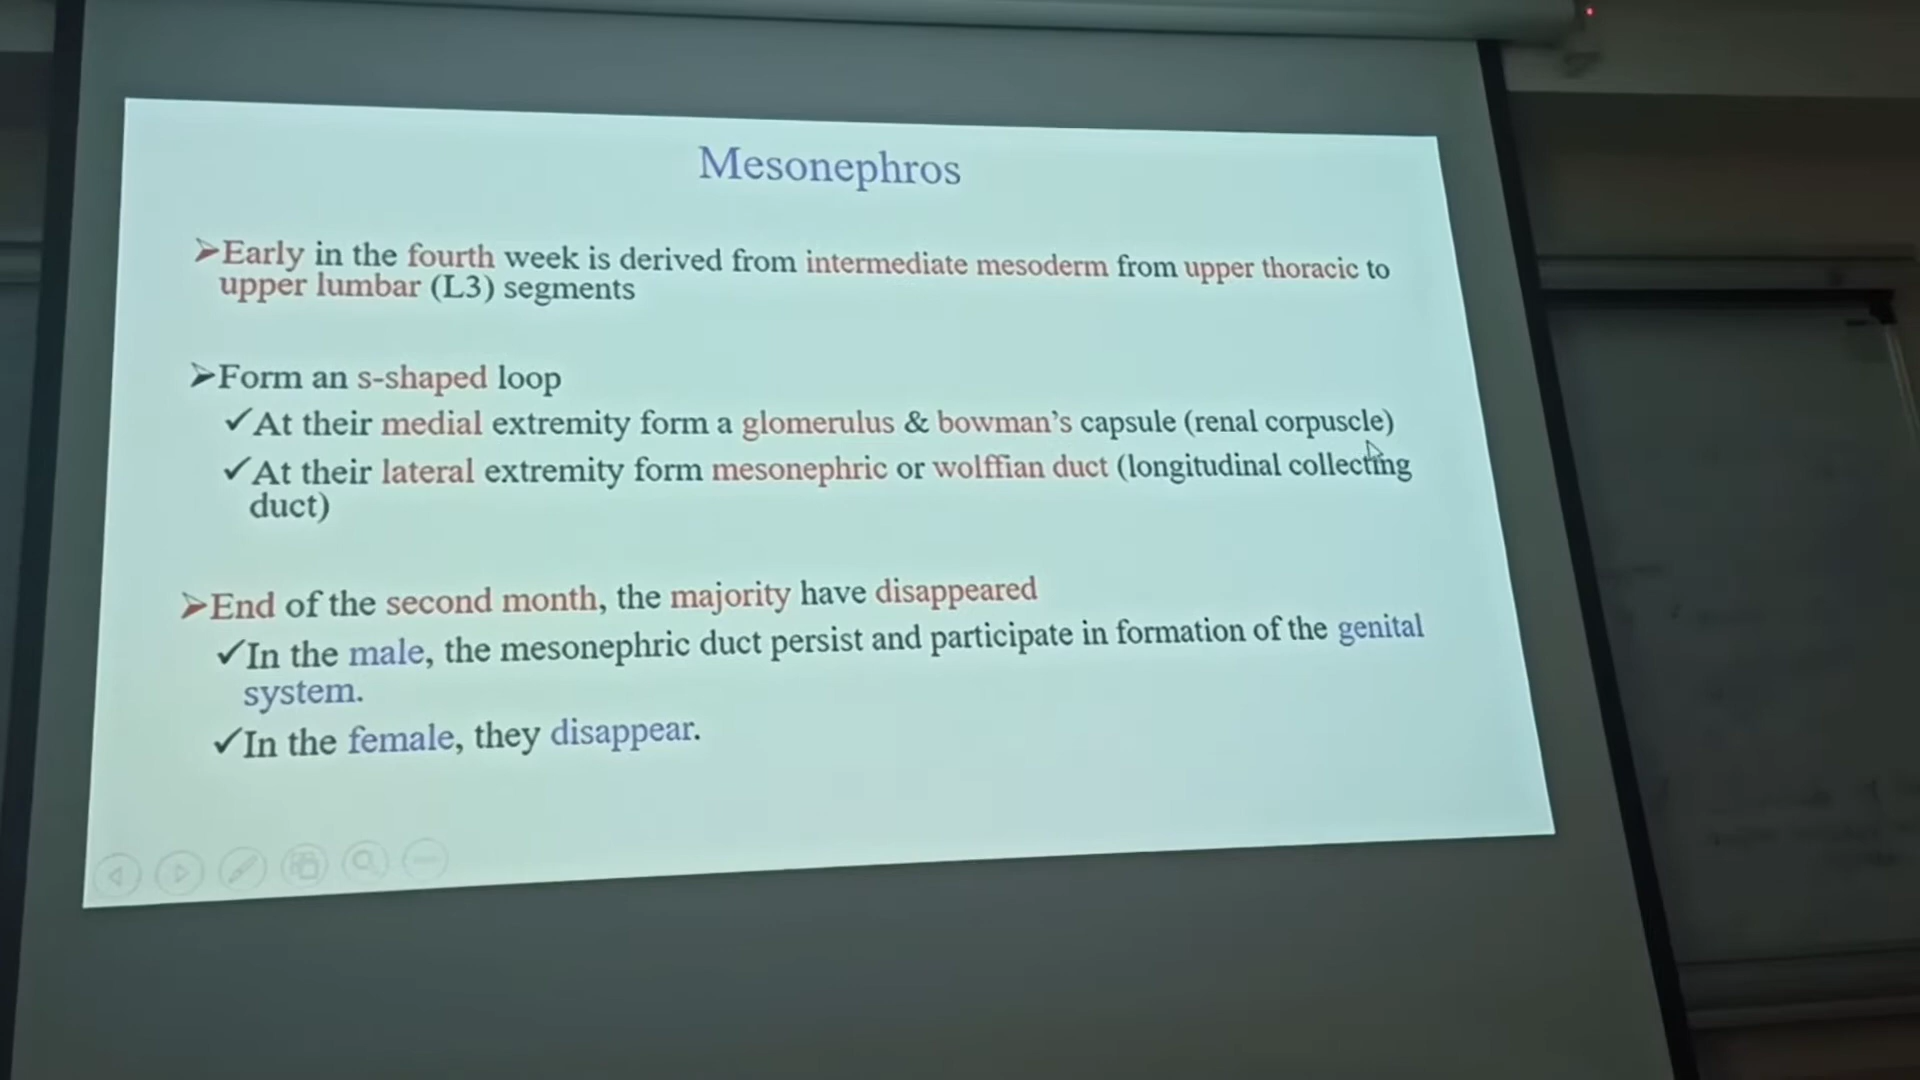 Mesonephros
➢Early in the fourth week is derived from intermediate mesoderm from upper thoracic to
upper lumbar (L3) segments
➢Form an s-shaped loop
✓At their medial extremity form a glomerulus & bowman's capsule (renal corpuscle)
✓At their lateral extremity form mesonephric or wolffian duct (longitudinal collecting
duct)
➢End of the second month, the majority have disappeared
✓In the male, the mesonephric duct persist and participate in formation of the genital
system.
✓In the female, they disappear.